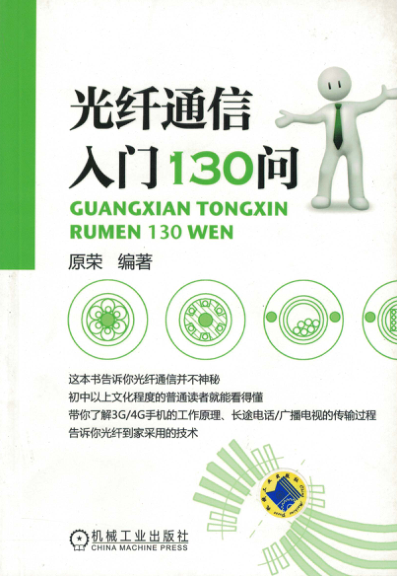 光纤通信
入门130问
GUANGXIAN TONGXIN
RUMEN 130 WEN
原荣 编著
这本书告诉你光纤通信并不神秘
初中以上文化程度的普通读者就能看得懂
带你了解3G/4G手机的工作原理、长途电话/广播电视的传输过程
告诉你光纤到家采用的技术
机械工业出版社
CHINA MACHINE PRESS